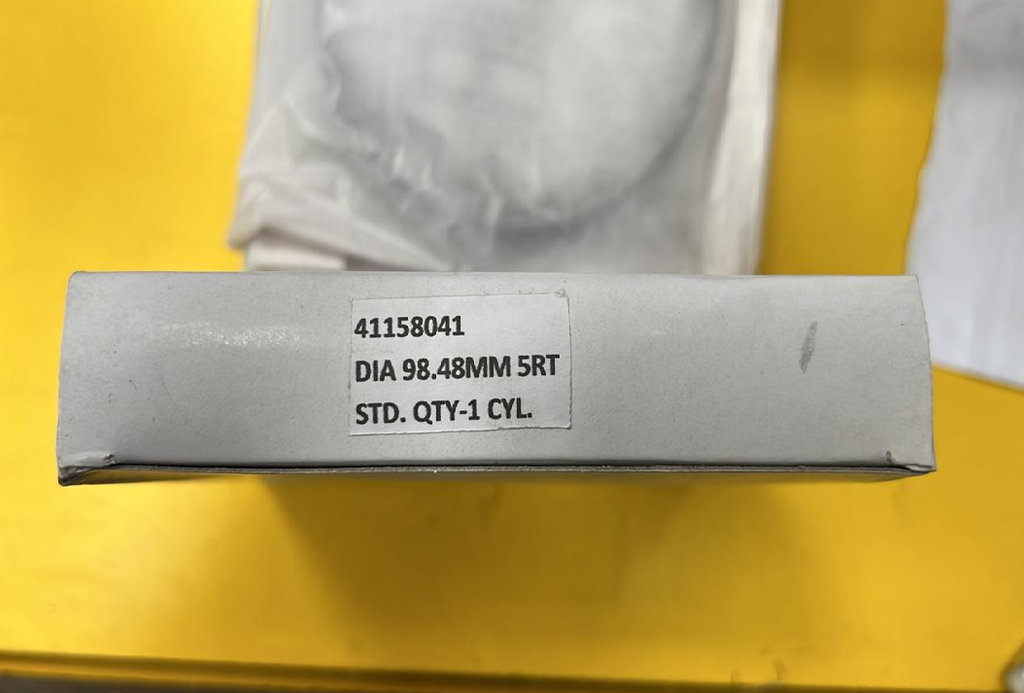 41158041
DIA 98.48MM 5RT
STD. QTY-1 CYL.